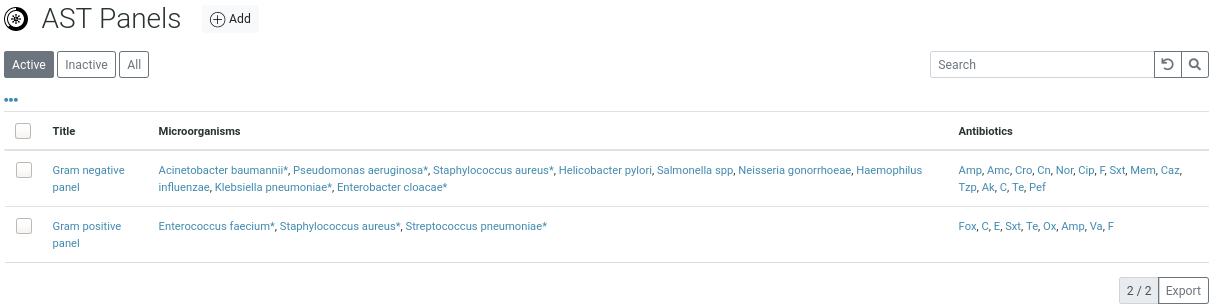 AST Panels
Add
Active Inactive All Search
•••
Title Microorganisms Antibiotics
Gram negative Acinetobacter baumannii*, Pseudomonas aeruginosa*, Staphylococcus aureus*, Helicobacter pylori, Salmonella spp, Neisseria gonorrhoeae, Haemophilus Amp, Amc, Cro, Cn, Nor, Cip, F, Sxt, Mem, Caz,
panel influenzae, Klebsiella pneumoniae*, Enterobacter cloacae* Tzp, Ak, C, Te, Pef
Gram positive Enterococcus faecium*, Staphylococcus aureus*, Streptococcus pneumoniae* Fox, C, E, Sxt, Te, Ox, Amp, Va, F
panel
2 / 2 Export